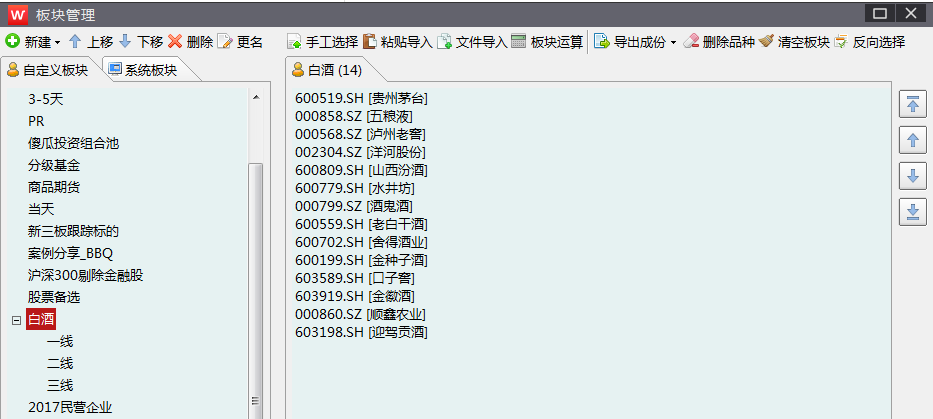 W 板块管理
新建 上移 下移 删除 更名 手工选择 粘贴导入 文件导入 板块运算 导出成份 删除品种 清空板块 反向选择
自定义板块 系统板块
3-5天
PR
傻瓜投资组合池
分级基金
商品期货
当天
新三板跟踪标的
案例分享_BBQ
沪深300剔除金融股
股票备选
白酒
一线
二线
三线
2017民营企业
白酒 (14)
600519.SH [贵州茅台]
000858.SZ [五粮液]
000568.SZ [泸州老窖]
002304.SZ [洋河股份]
600809.SH [山西汾酒]
600779.SH [水井坊]
000799.SZ [酒鬼酒]
600559.SH [老白干酒]
600702.SH [舍得酒业]
600199.SH [金种子酒]
603589.SH [口子窖]
603919.SH [金徽酒]
000860.SZ [顺鑫农业]
603198.SH [迎驾贡酒]